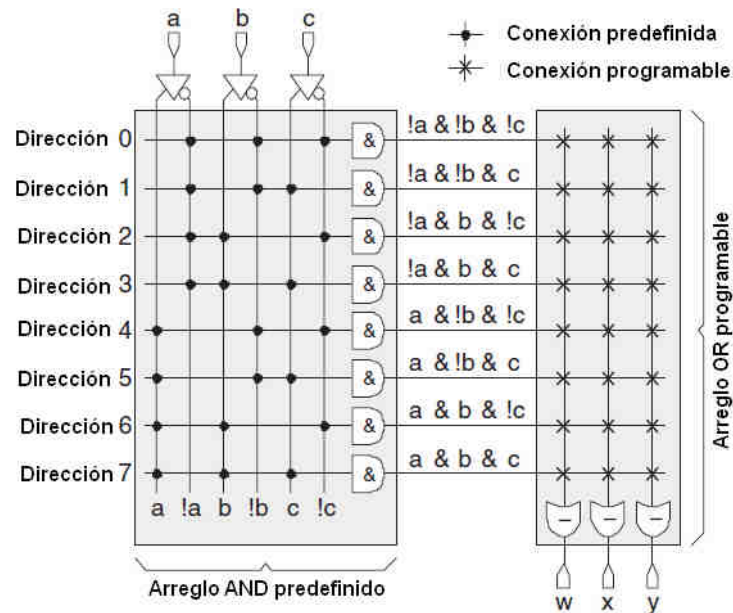 a b c
Conexión predefinida
Conexión programable
Dirección 0 & !a & !b & !c
Dirección 1 & !a & !b & c
Dirección 2 & !a & b & !c
Dirección 3 & !a & b & c
Dirección 4 & a & !b & !c
Dirección 5 & a & !b & c
Dirección 6 & a & b & !c
Dirección 7 & a & b & c
a !a b !b c !c
Arreglo AND predefinido
Arreglo OR programable
w x y